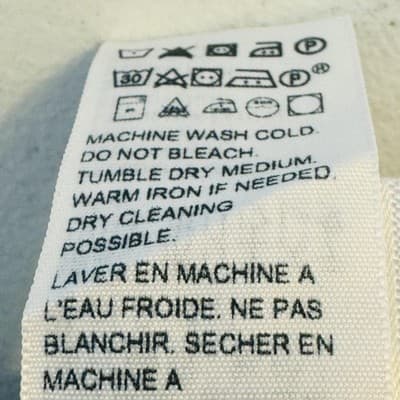 P
30 P®
MACHINE WASH COLD.
DO NOT BLEACH.
TUMBLE DRY MEDIUM.
WARM IRON IF NEEDED.
DRY CLEANING
POSSIBLE.
LAVER EN MACHINE A
L'EAU FROIDE. NE PAS
BLANCHIR. SECHER EN
MACHINE A